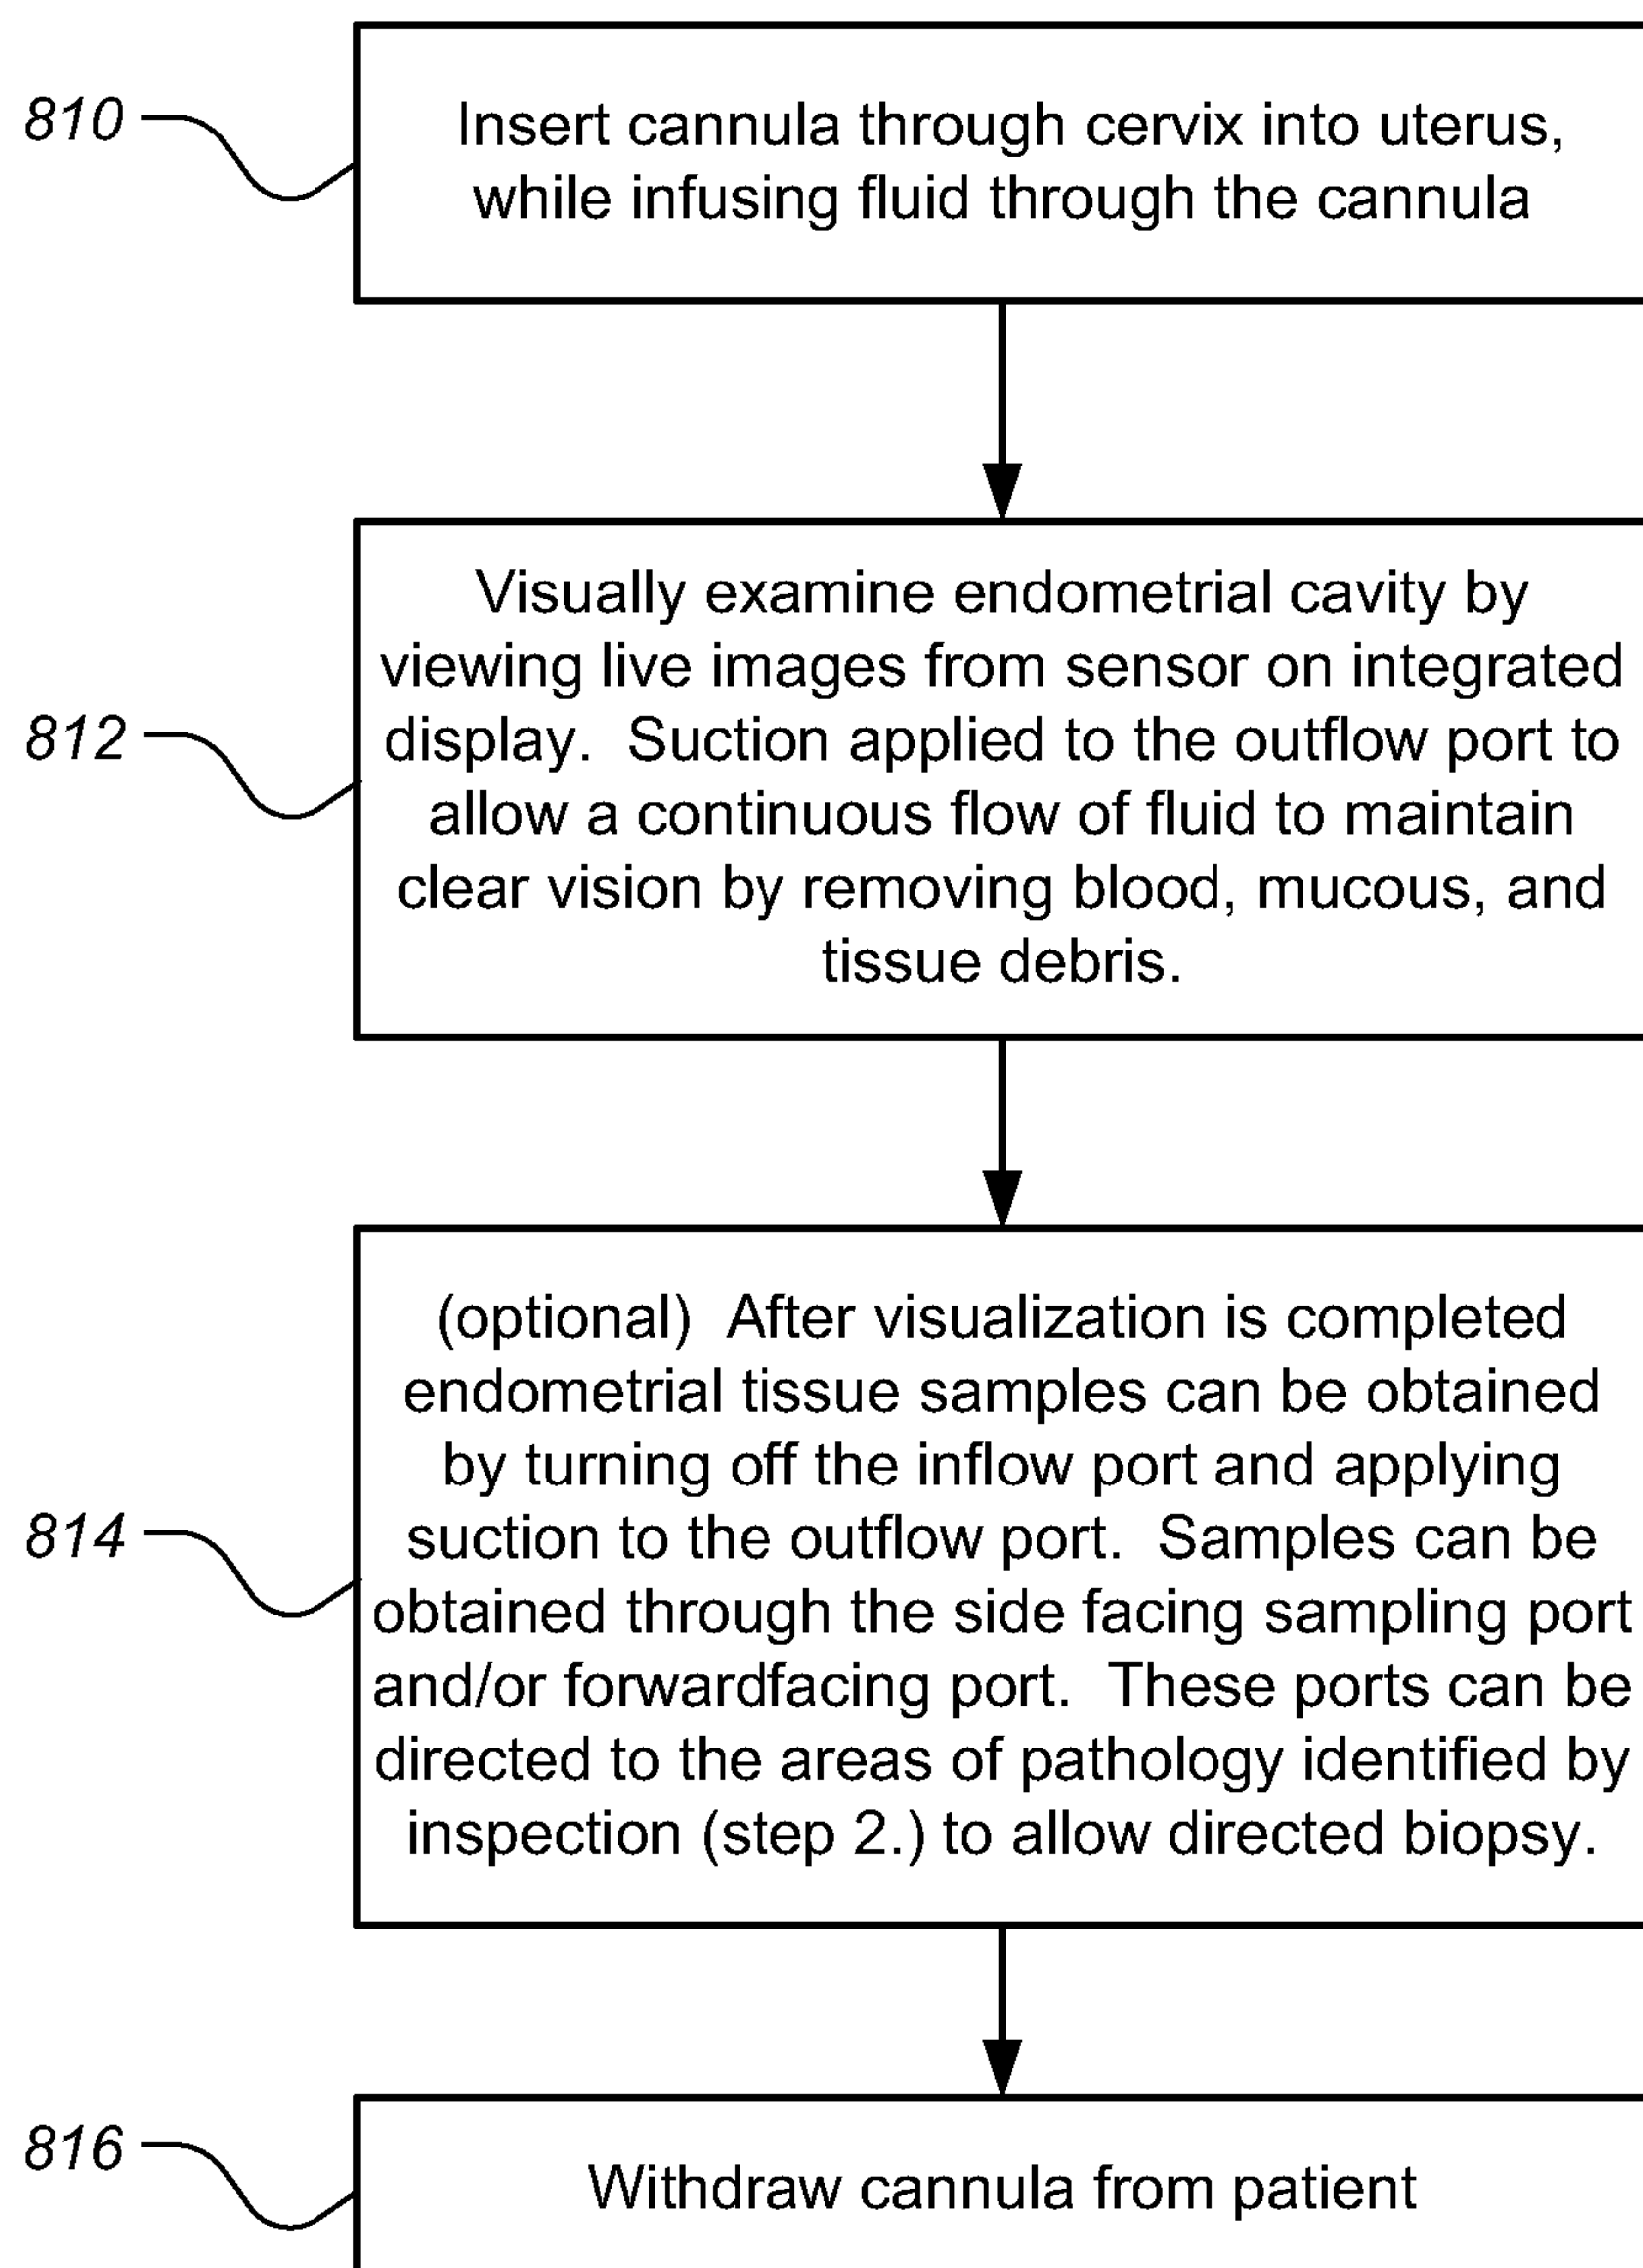 810
Insert cannula through cervix into uterus,
while infusing fluid through the cannula
812
Visually examine endometrial cavity by
viewing live images from sensor on integrated
display.  Suction applied to the outflow port to
allow a continuous flow of fluid to maintain
clear vision by removing blood, mucous, and
tissue debris.
814
(optional)  After visualization is completed
endometrial tissue samples can be obtained
by turning off the inflow port and applying
suction to the outflow port.  Samples can be
obtained through the side facing sampling port
and/or forwardfacing port.  These ports can be
directed to the areas of pathology identified by
inspection (step 2.) to allow directed biopsy.
816
Withdraw cannula from patient